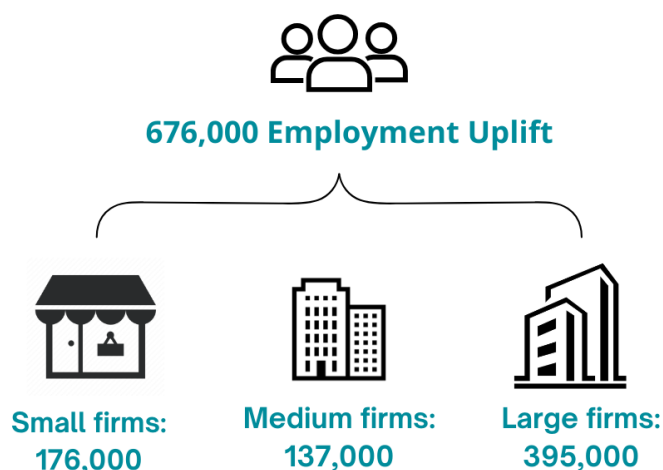 676,000 Employment Uplift
Small firms:
176,000
Medium firms:
137,000
Large firms:
395,000